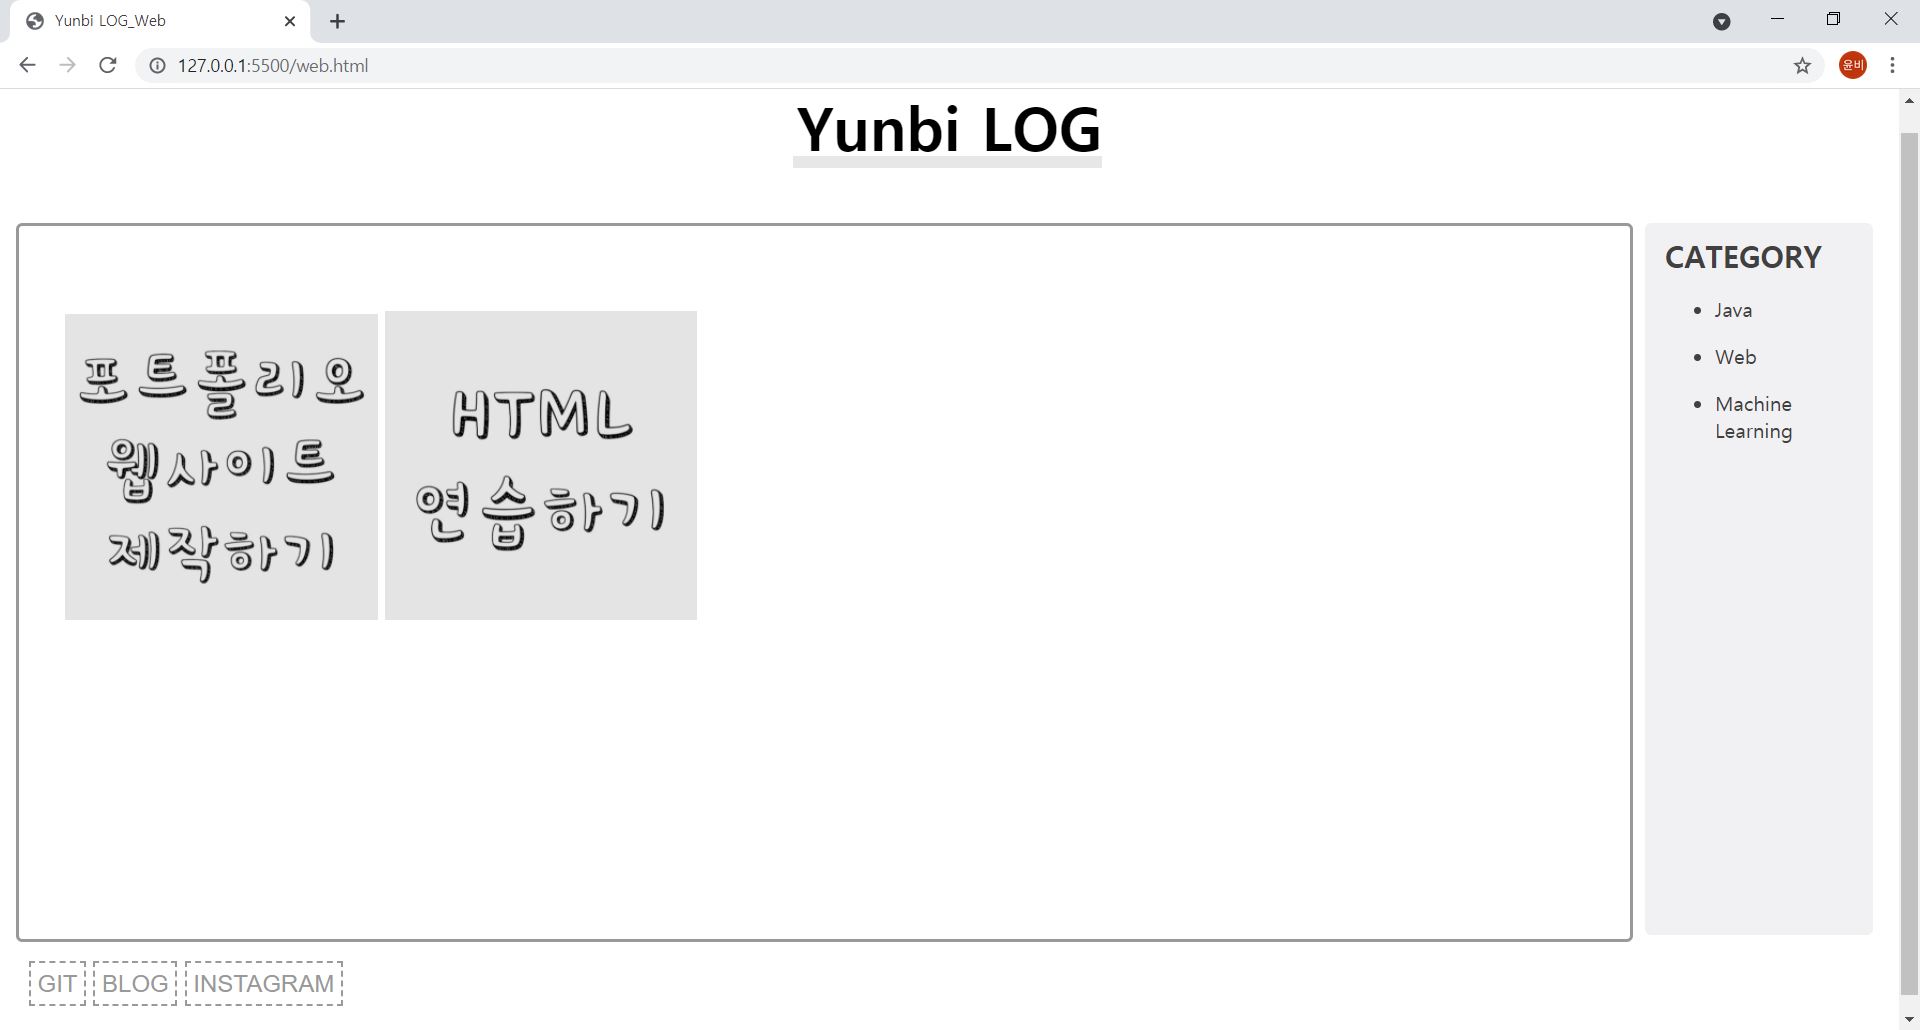 Yunbi LOG_Web
127.0.0.1:5500/web.html
윤비
Yunbi LOG
포트폴리오
웹사이트
제작하기
HTML
연습하기
CATEGORY
Java
Web
Machine
Learning
GIT BLOG INSTAGRAM